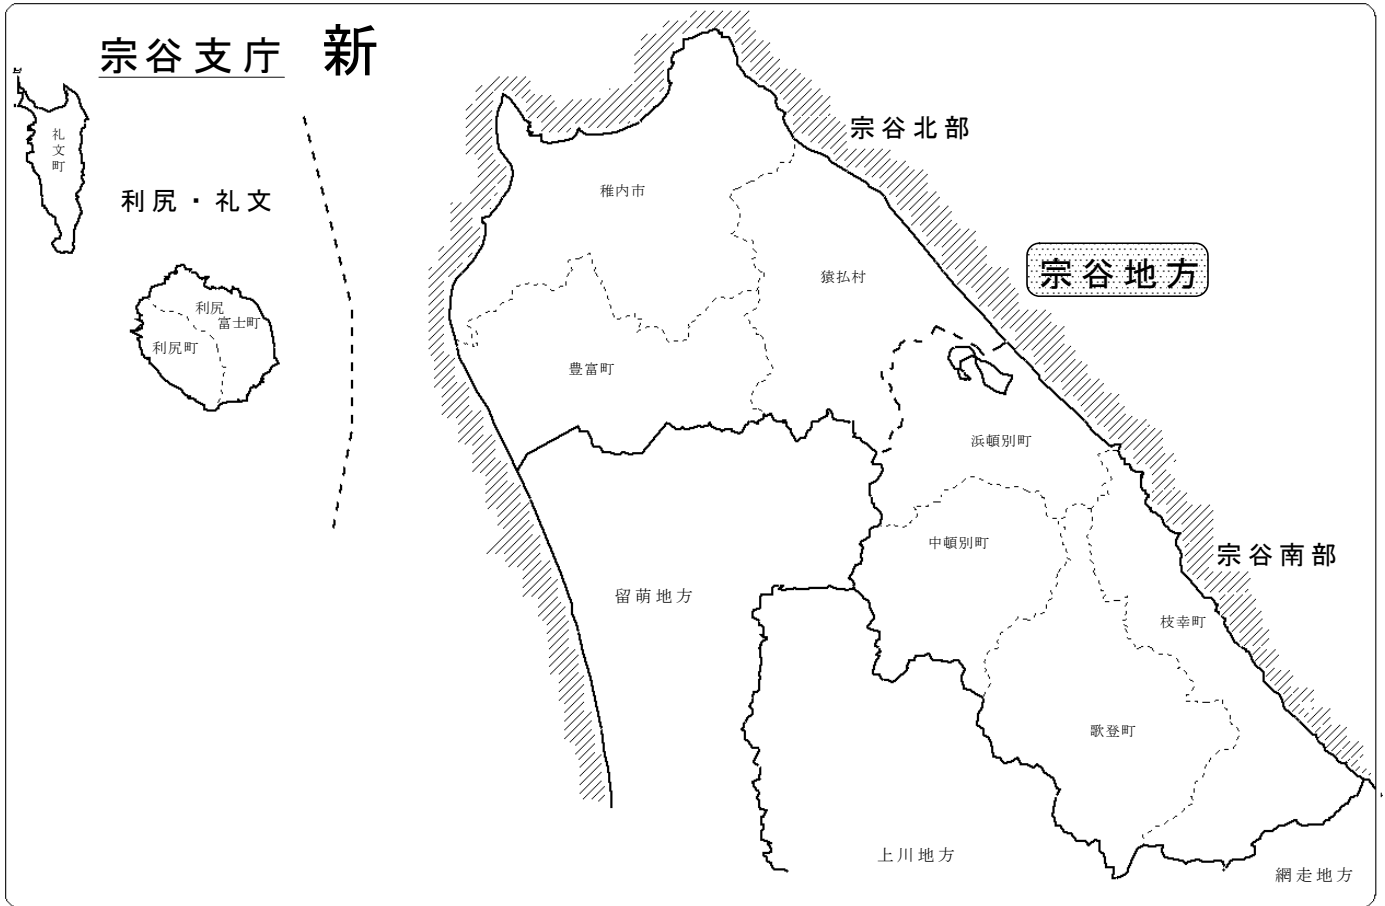 宗谷支庁 新
宗谷北部
礼文町
利尻・礼文
稚内市
宗谷地方
猿払村
利尻
富士町
利尻町
豊富町
浜頓別町
中頓別町
宗谷南部
留萌地方
枝幸町
歌登町
上川地方
網走地方